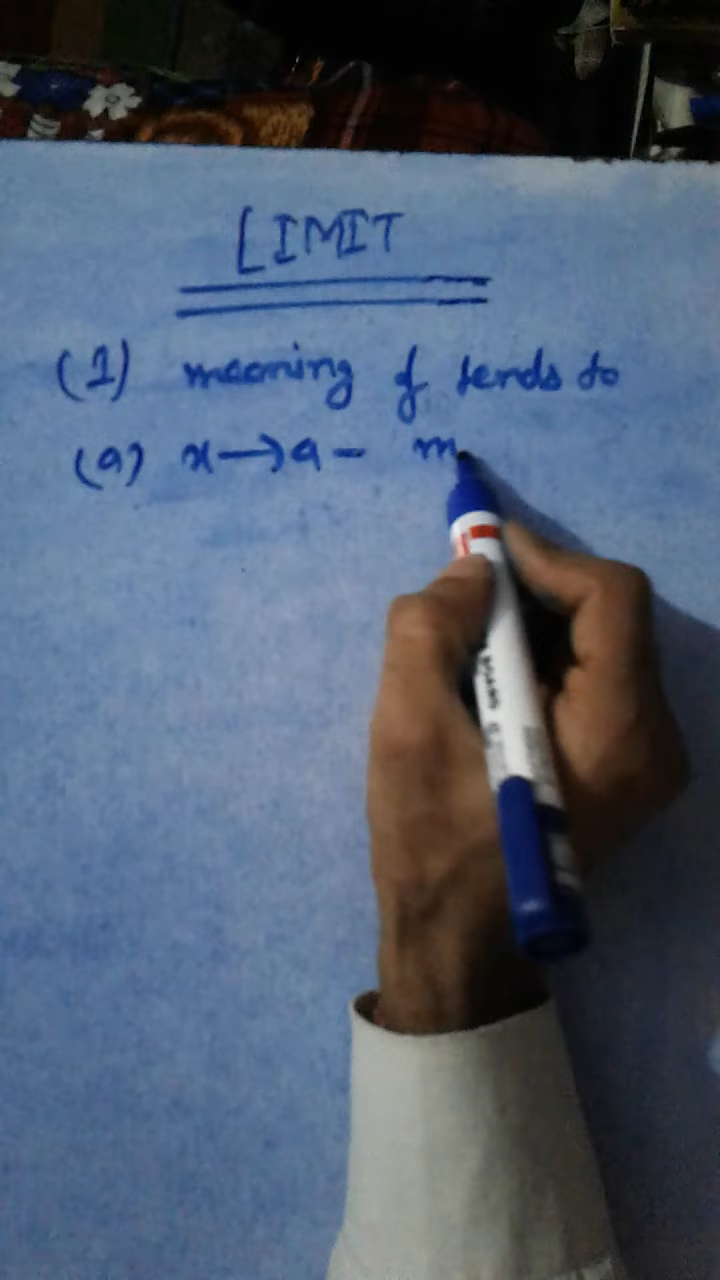 LIMIT
(1) meaning of tends to
(a) x→a - m